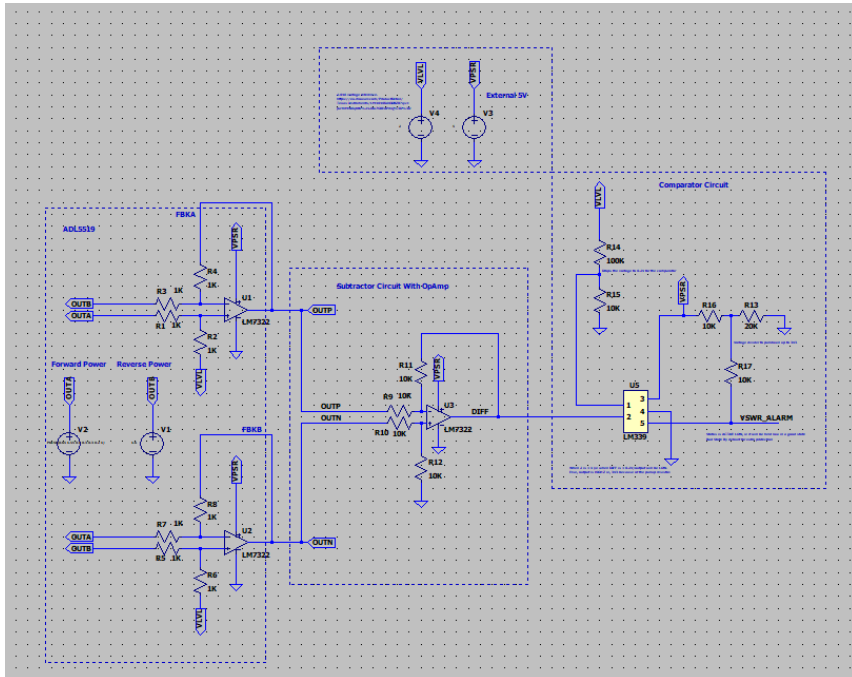 VLVL
VPSR
External 5V
V4
V3
Comparator Circuit
VLVL
R14
100K
R15
10K
VPSR
R16
10K
R13
20K
R17
10K
U5
1
2
3
4
5
LM339
VSWR_ALARM
ADL5519
FBKA
VPSR
R4
1K
R3 1K
OUTB
OUTA
R1 1K
U1
LM7322
R2
1K
VLVL
OUTP
Subtractor Circuit With OpAmp
R11
10K
VPSR
OUTP
OUTN
R9 10K
R10 10K
U3
LM7322
DIFF
R12
10K
Forward Power
Reverse Power
OUTA
OUTB
V2
V1
FBKB
VPSR
R8
1K
R7 1K
OUTA
OUTB
R5 1K
U2
LM7322
R6
1K
VLVL
OUTN